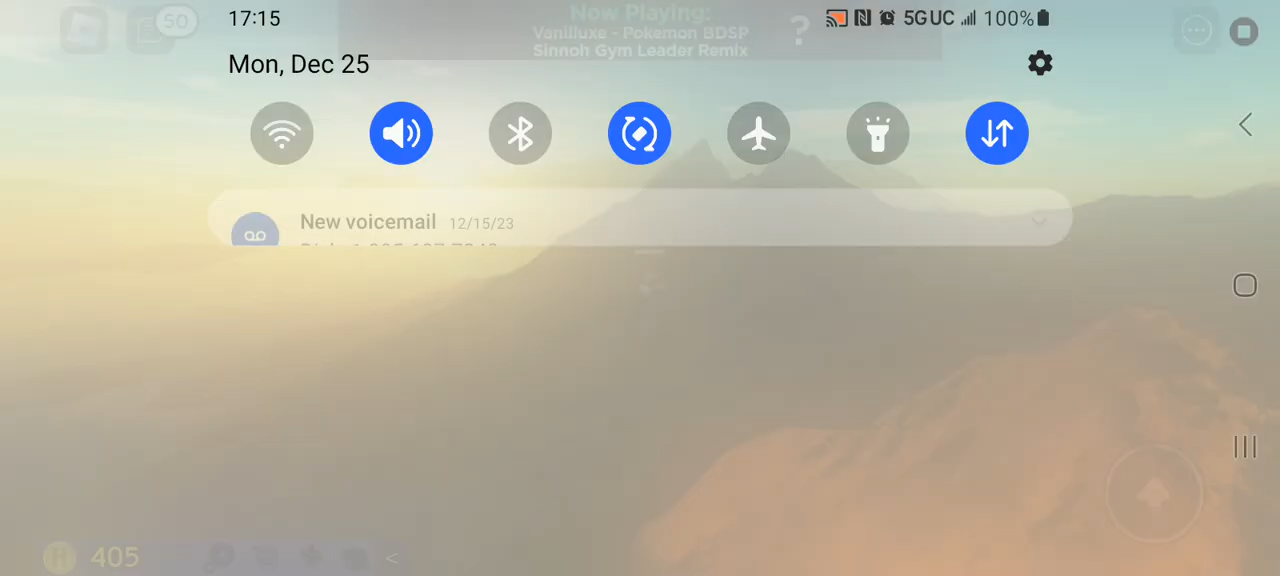 17:15
5G UC
100%
50
Now Playing:
Vanilluxe - Pokemon BDSP
Sinnoh Gym Leader Remix
?
Mon, Dec 25
New voicemail 12/15/23
405
<